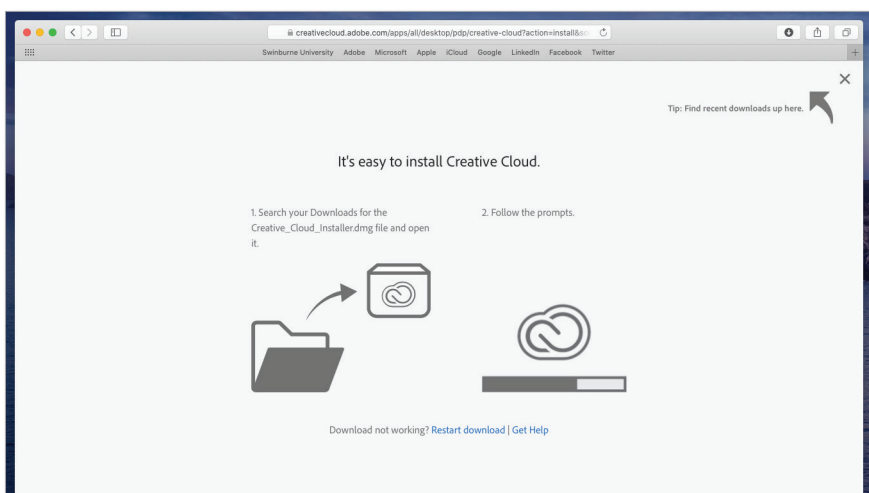 creativecloud.adobe.com/apps/all/desktop/pdp/creative-cloud?action=install&so
Swinburne University Adobe Microsoft Apple iCloud Google LinkedIn Facebook Twitter
Tip: Find recent downloads up here.
It's easy to install Creative Cloud.
1. Search your Downloads for the
Creative_Cloud_Installer.dmg file and open
it.
2. Follow the prompts.
Download not working? Restart download | Get Help